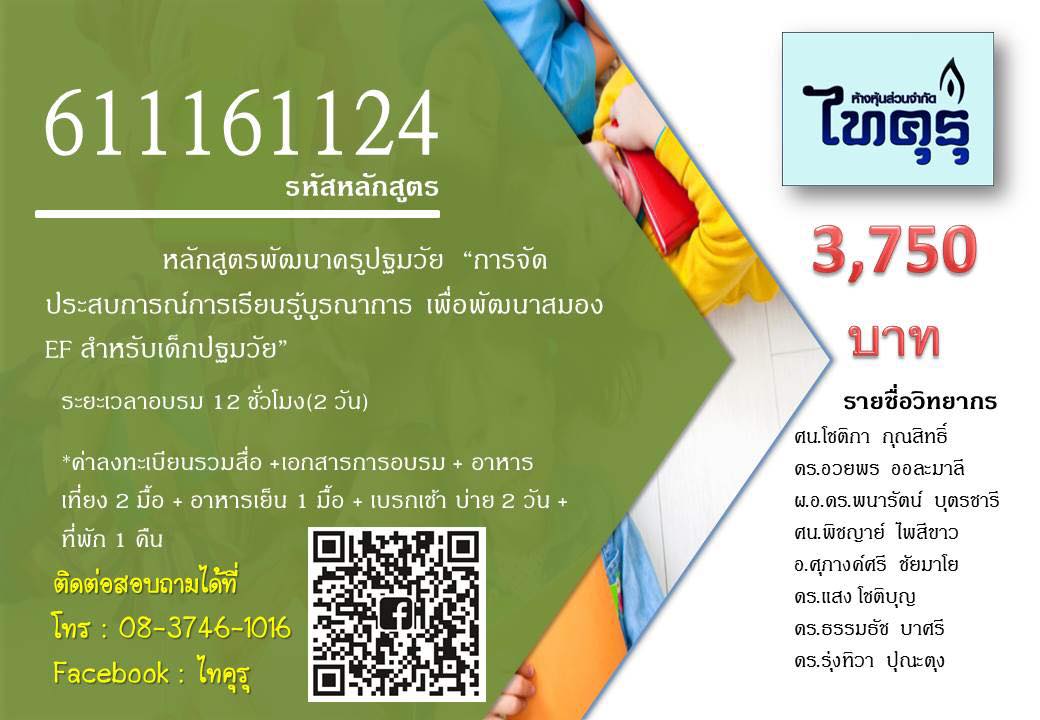 611161124
รหัสหลักสูตร
หลักสูตรพัฒนาครูปฐมวัย “การจัด
ประสบการณ์การเรียนรู้บูรณาการ เพื่อพัฒนาสมอง
EF สำหรับเด็กปฐมวัย”
ระยะเวลาอบรม 12 ชั่วโมง(2 วัน)
*ค่าลงทะเบียนรวมสื่อ +เอกสารการอบรม + อาหาร
เที่ยง 2 มื้อ + อาหารเย็น 1 มื้อ + เบรกเช้า บ่าย 2 วัน +
ที่พัก 1 คืน
ติดต่อสอบถามได้ที่
โทร : 08-3746-1016
Facebook : ไทคุรุ
ห้างหุ้นส่วนจำกัด
ไทคุรุ
3,750
บาท
รายชื่อวิทยากร
ศน.โชติกา กุณสิทธิ์
ดร.อวยพร ออละมาลี
ผ.อ.ดร.พนารัตน์ บุตรชารี
ศน.พิชญาย์ ไพสีขาว
อ.ศุภางค์ศรี ชัยมาโย
ดร.แสง โชติบุญ
ดร.ธรรมธัช บาศรี
ดร.รุ่งทิวา ปุณะตุง